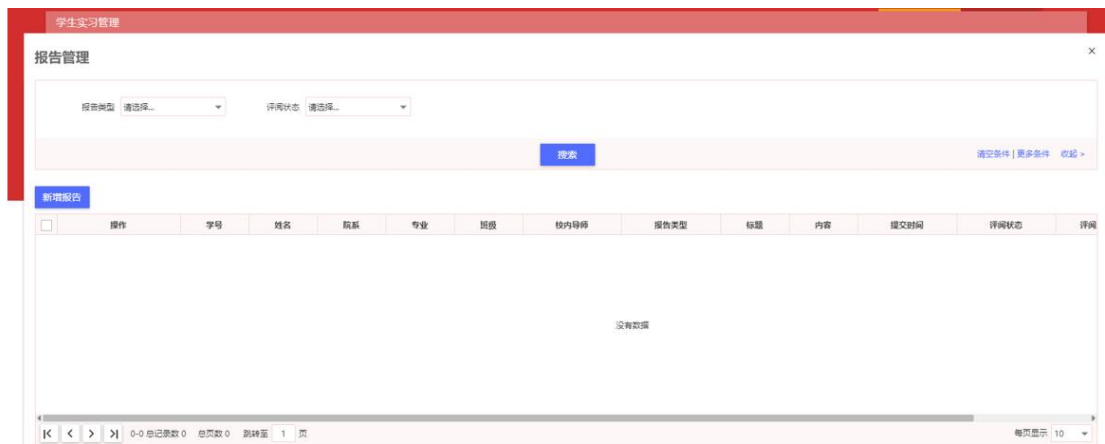 学生实习管理
报告管理
×
报告类型 请选择... 评阅状态 请选择...
搜索 清空条件 | 更多条件 收起
新增报告
操作 学号 姓名 院系 专业 班级 校内导师 报告类型 标题 内容 提交时间 评阅状态 评阅
没有数据
0-0 总记录数 0 总页数 0 跳转至 1 页 每页显示 10